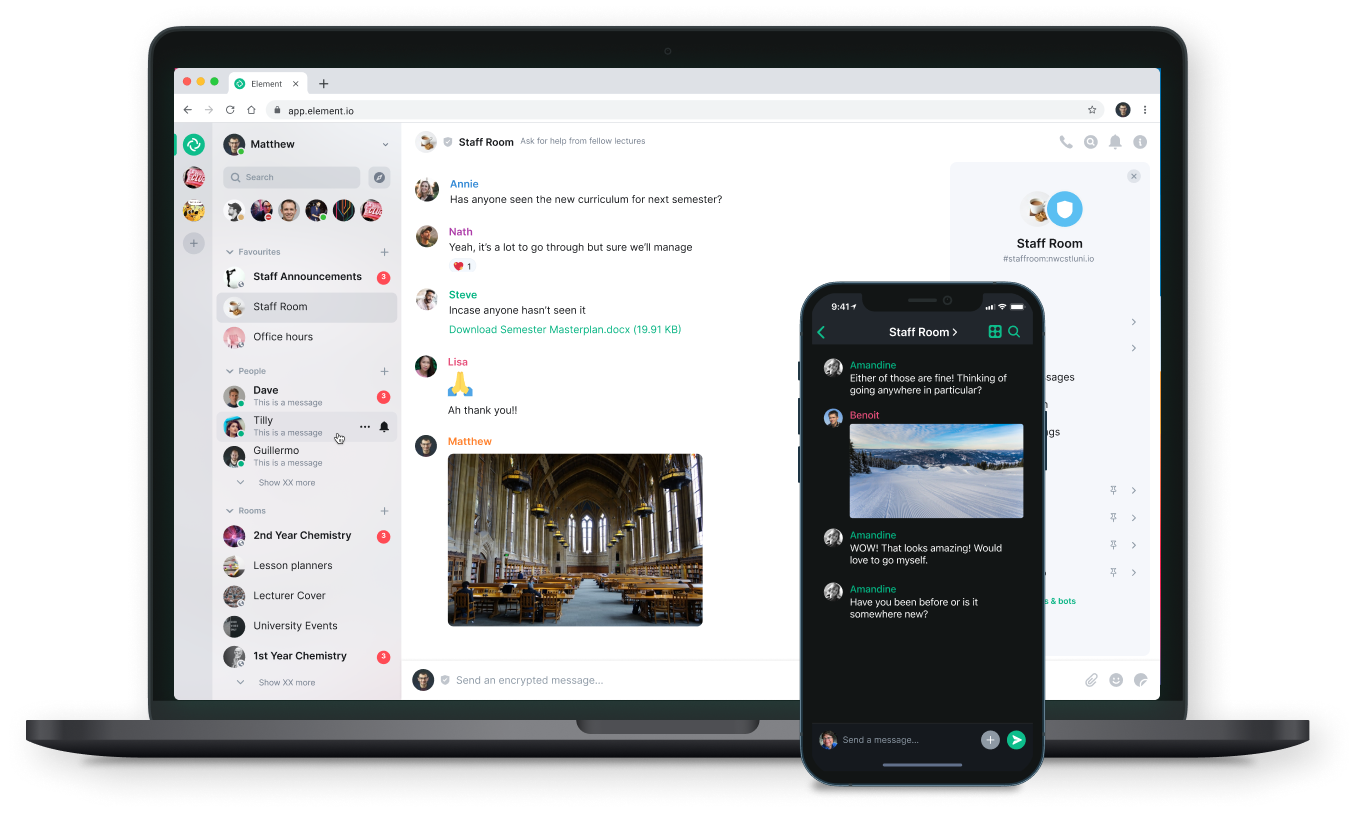 Element
app.element.io
Matthew
Search
Favourites
Staff Announcements
3
Staff Room
Office hours
People
Dave
This is a message
3
Tilly
This is a message
Guillermo
This is a message
Show XX more
Rooms
2nd Year Chemistry
3
Lesson planners
Lecturer Cover
University Events
1st Year Chemistry
3
Show XX more
Staff Room Ask for help from fellow lectures
Annie
Has anyone seen the new curriculum for next semester?
Nath
Yeah, it's a lot to go through but sure we'll manage
1
Steve
Incase anyone hasn't seen it
Download Semester Masterplan.docx (19.91 KB)
Lisa
Ah thank you!!
Matthew
Send an encrypted message...
Staff Room
#staffroom:nwcstluni.io
sages
gs
s & bots
9:41
Staff Room
Amandine
Either of those are fine! Thinking of
going anywhere in particular?
Benoit
Amandine
WOW! That looks amazing! Would
love to go myself.
Amandine
Have you been before or is it
somewhere new?
Send a message...